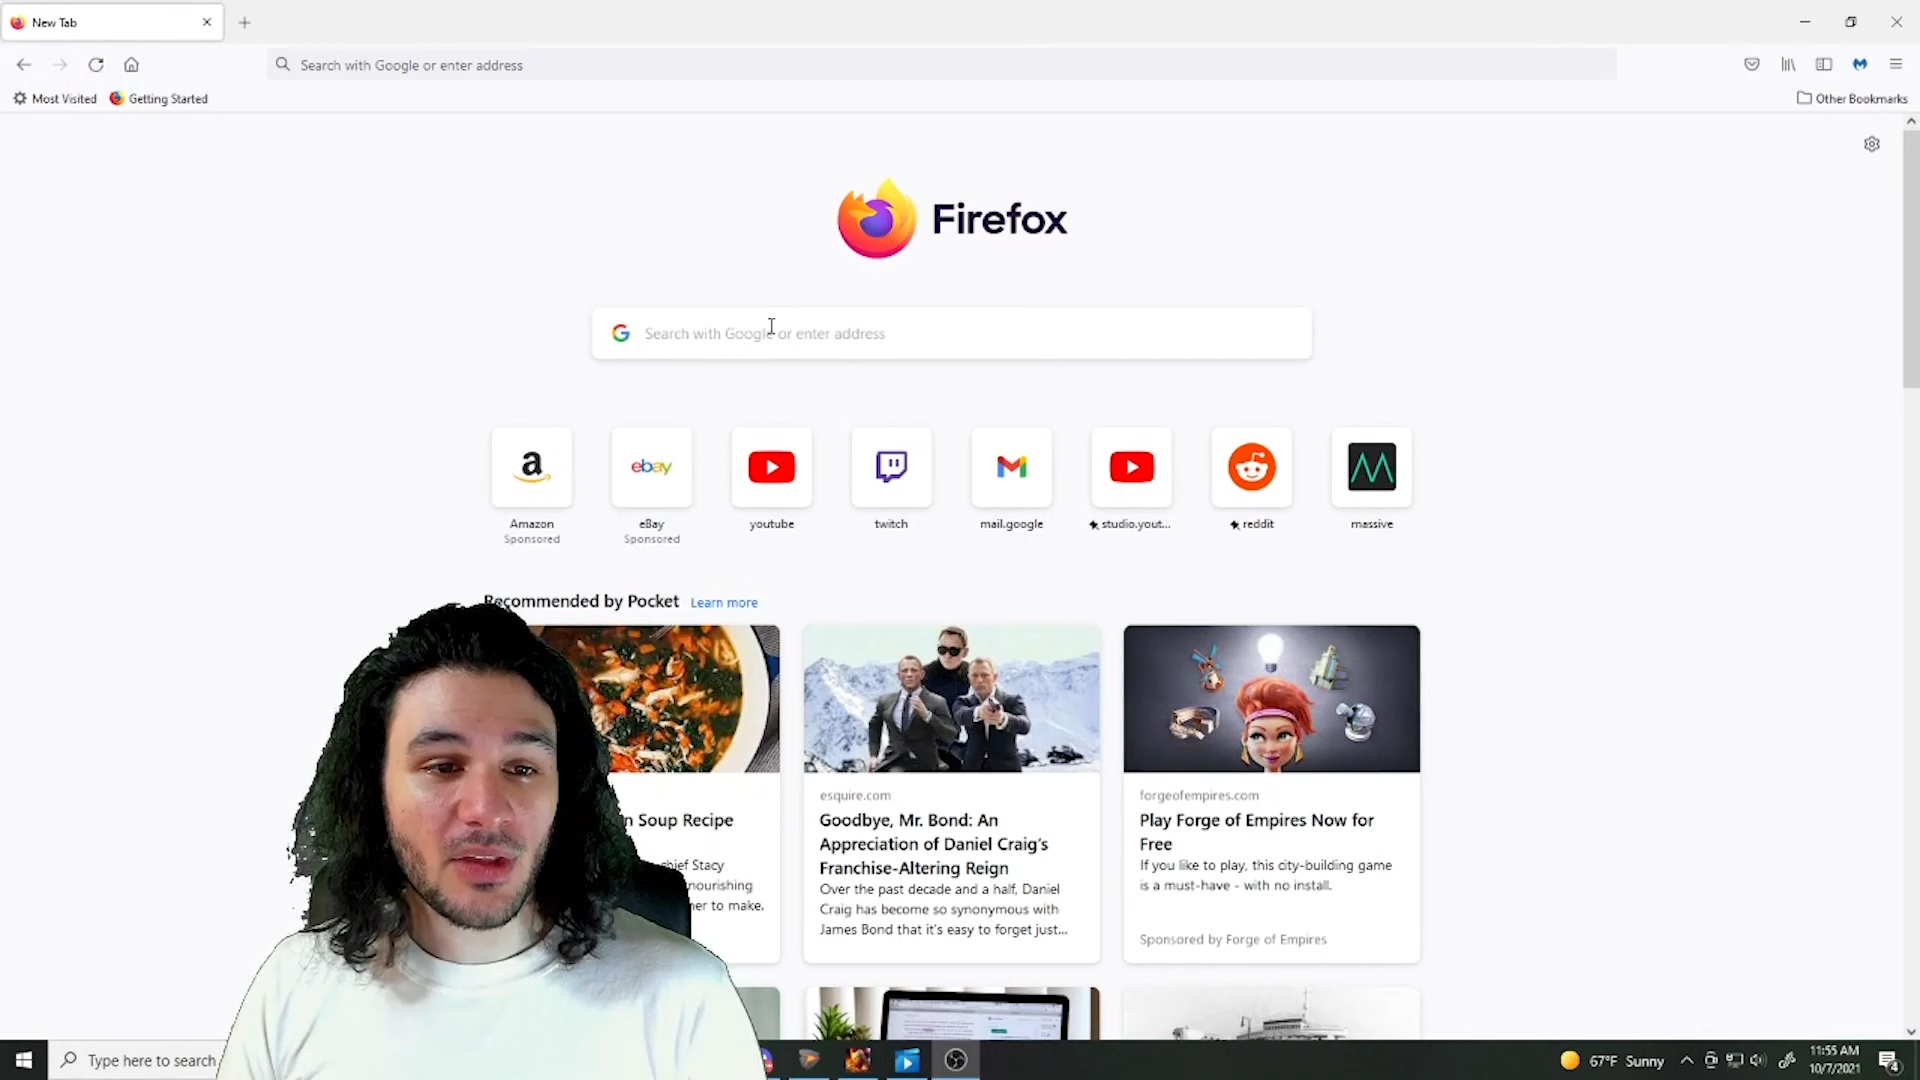 New Tab
Search with Google or enter address
Most Visited
Getting Started
Other Bookmarks
Firefox
Search with Google or enter address
a
ebay
Amazon
Sponsored
eBay
Sponsored
youtube
twitch
mail.google
studio.yout...
reddit
massive
Recommended by Pocket
Learn more
n Soup Recipe
chief Stacy
nourishing
ner to make.
esquire.com
Goodbye, Mr. Bond: An
Appreciation of Daniel Craig's
Franchise-Altering Reign
Over the past decade and a half, Daniel
Craig has become so synonymous with
James Bond that it's easy to forget just...
forgeofempires.com
Play Forge of Empires Now for
Free
If you like to play, this city-building game
is a must-have - with no install.
Sponsored by Forge of Empires
Type here to search
67°F Sunny
11:55 AM
10/7/2021
4